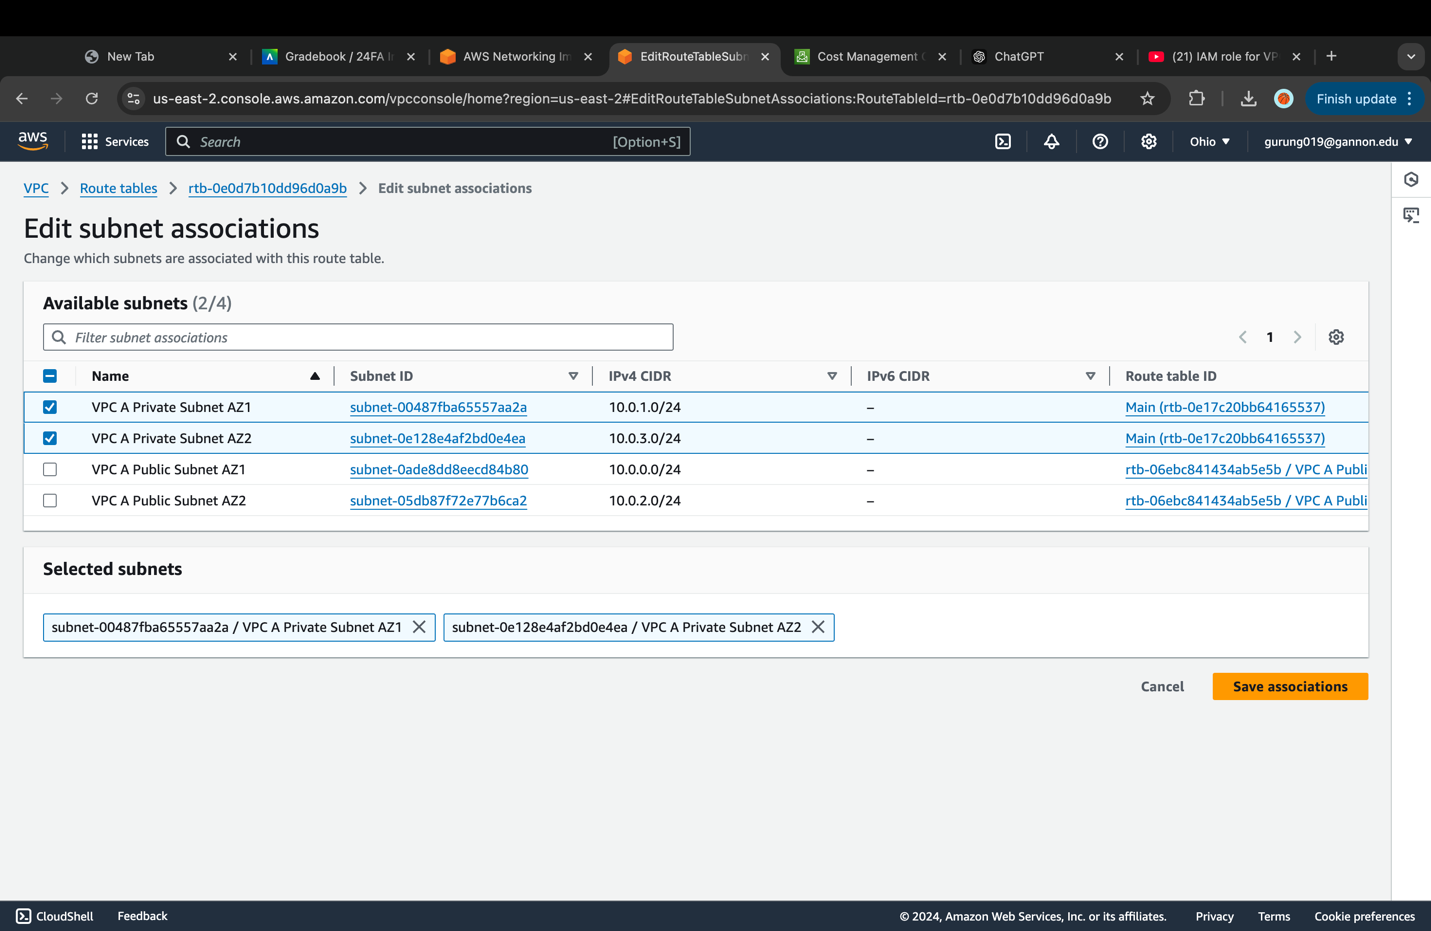 New Tab
Gradebook / 24FA In
AWS Networking Im
EditRouteTableSubn
Cost Management C
ChatGPT
(21) IAM role for VP
us-east-2.console.aws.amazon.com/vpcconsole/home?region=us-east-2#EditRouteTableSubnetAssociations:RouteTableId=rtb-0e0d7b10dd96d0a9b
Finish update
aws
Services
Search
[Option+S]
Ohio
gurung019@gannon.edu
VPC
Route tables
rtb-0e0d7b10dd96d0a9b
Edit subnet associations
Edit subnet associations
Change which subnets are associated with this route table.
Available subnets (2/4)
Filter subnet associations
1
Name Subnet ID IPv4 CIDR IPv6 CIDR Route table ID
VPC A Private Subnet AZ1 subnet-00487fba65557aa2a 10.0.1.0/24 – Main (rtb-0e17c20bb64165537)
VPC A Private Subnet AZ2 subnet-0e128e4af2bd0e4ea 10.0.3.0/24 – Main (rtb-0e17c20bb64165537)
VPC A Public Subnet AZ1 subnet-0ade8dd8eecd84b80 10.0.0.0/24 – rtb-06ebc841434ab5e5b / VPC A Publi
VPC A Public Subnet AZ2 subnet-05db87f72e77b6ca2 10.0.2.0/24 – rtb-06ebc841434ab5e5b / VPC A Publi
Selected subnets
subnet-00487fba65557aa2a / VPC A Private Subnet AZ1
subnet-0e128e4af2bd0e4ea / VPC A Private Subnet AZ2
Cancel
Save associations
CloudShell
Feedback
© 2024, Amazon Web Services, Inc. or its affiliates.
Privacy
Terms
Cookie preferences